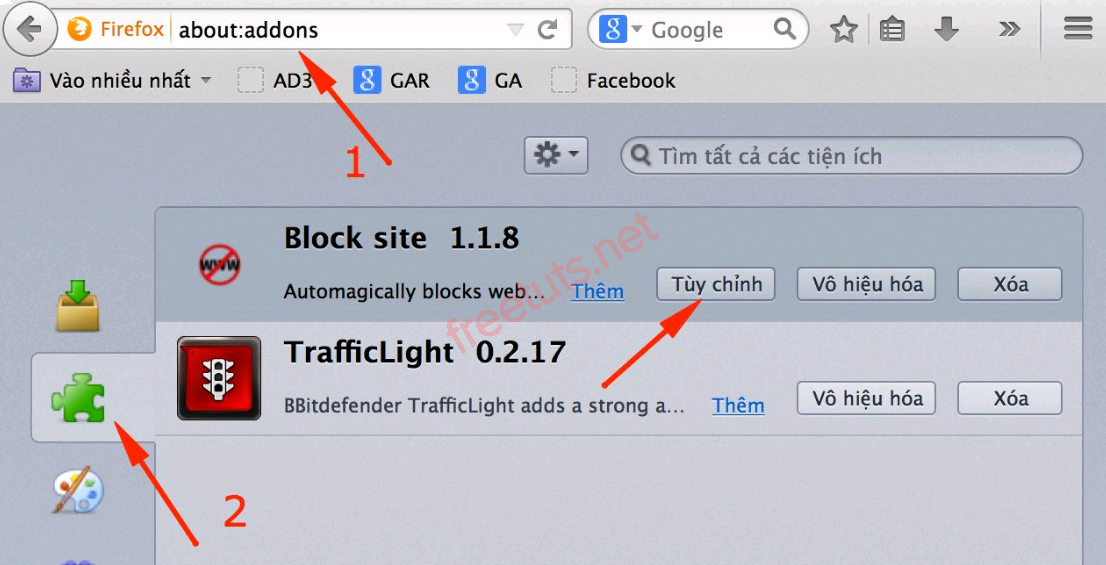 Firefox about:addons Google
Vào nhiều nhất AD3 GAR GA Facebook
1
Tìm tất cả các tiện ích
Block site 1.1.8
Automagically blocks web... Thêm Tùy chỉnh Vô hiệu hóa Xóa
www
freetuts.net
TrafficLight 0.2.17
BBitdefender TrafficLight adds a strong a... Thêm Vô hiệu hóa Xóa
2